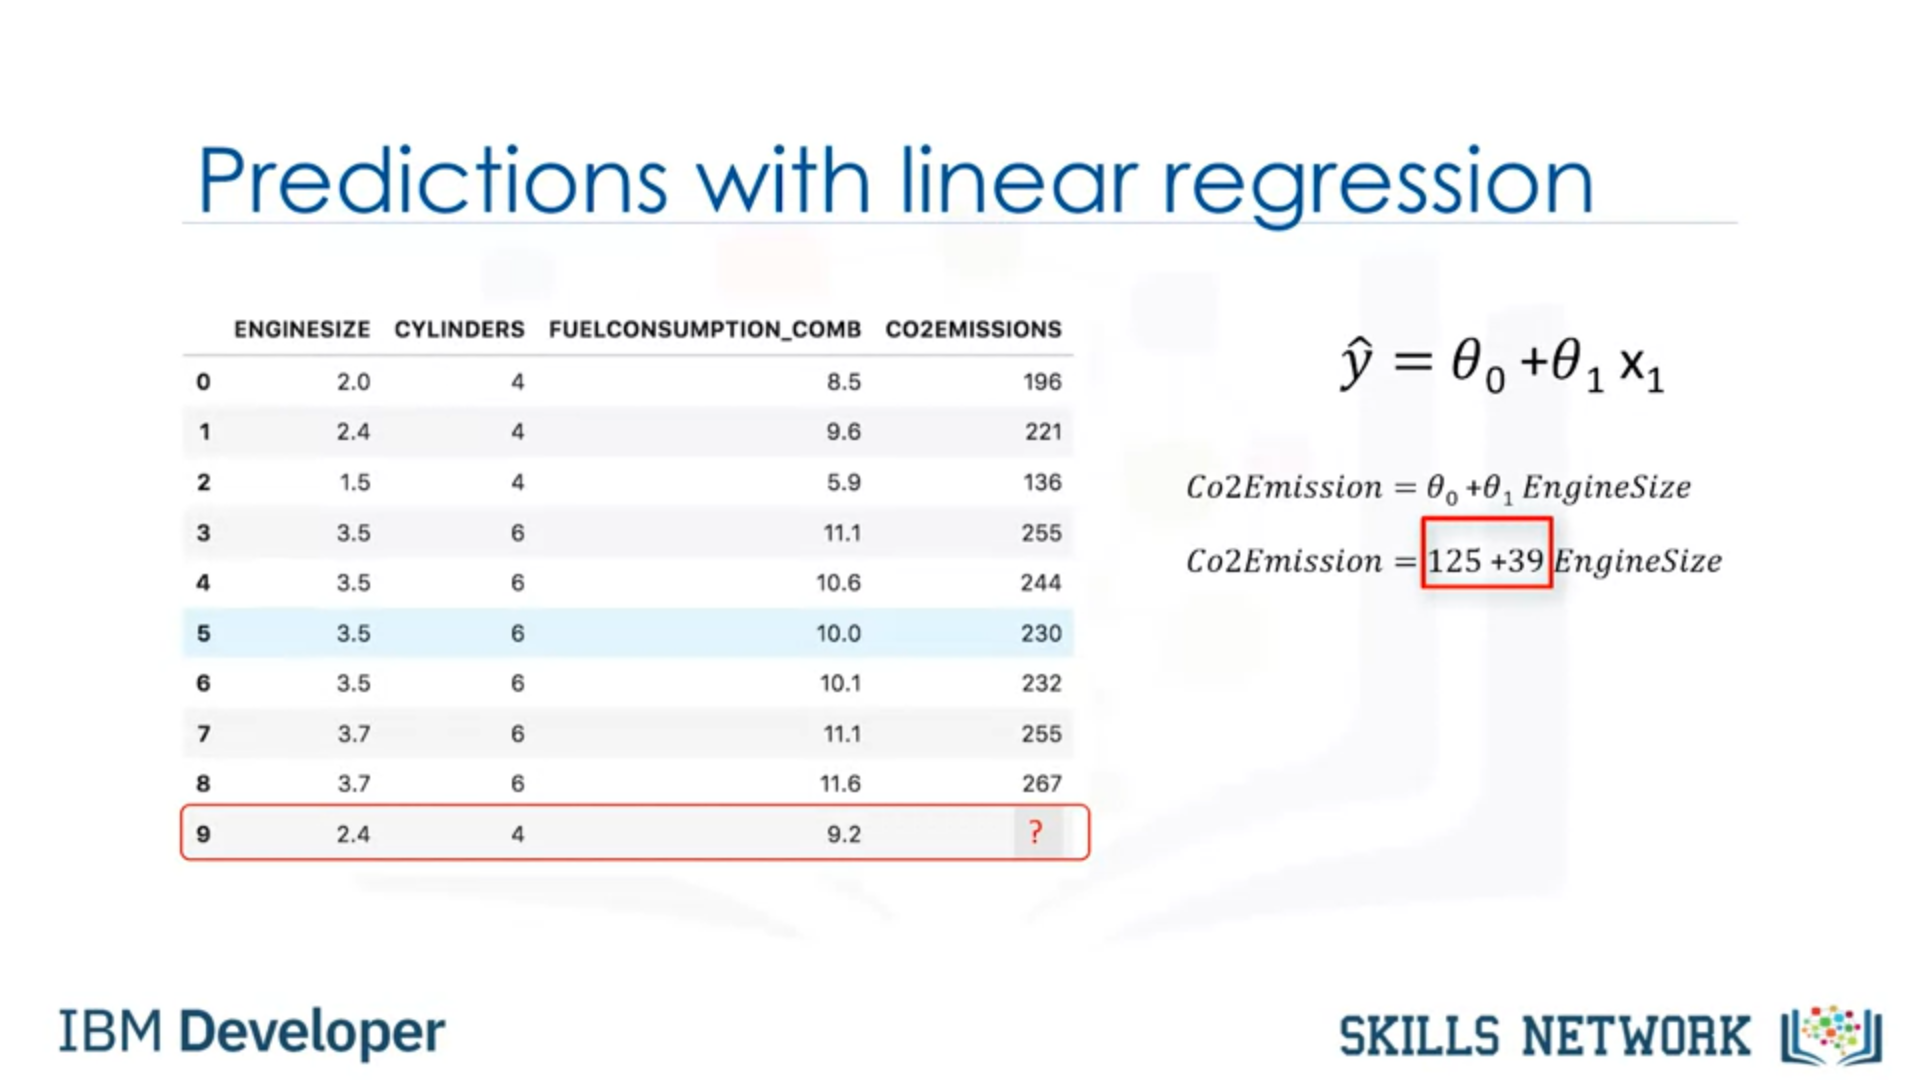 Predictions with linear regression
ENGINESIZE CYLINDERS FUELCONSUMPTION_COMB CO2EMISSIONS
0 2.0 4 8.5 196
1 2.4 4 9.6 221
2 1.5 4 5.9 136
3 3.5 6 11.1 255
4 3.5 6 10.6 244
5 3.5 6 10.0 230
6 3.5 6 10.1 232
7 3.7 6 11.1 255
8 3.7 6 11.6 267
9 2.4 4 9.2 ?
ŷ = θ₀ +θ₁ x₁
Co2Emission = θ₀ +θ₁ EngineSize
Co2Emission = 125 +39 EngineSize
IBM Developer
SKILLS NETWORK